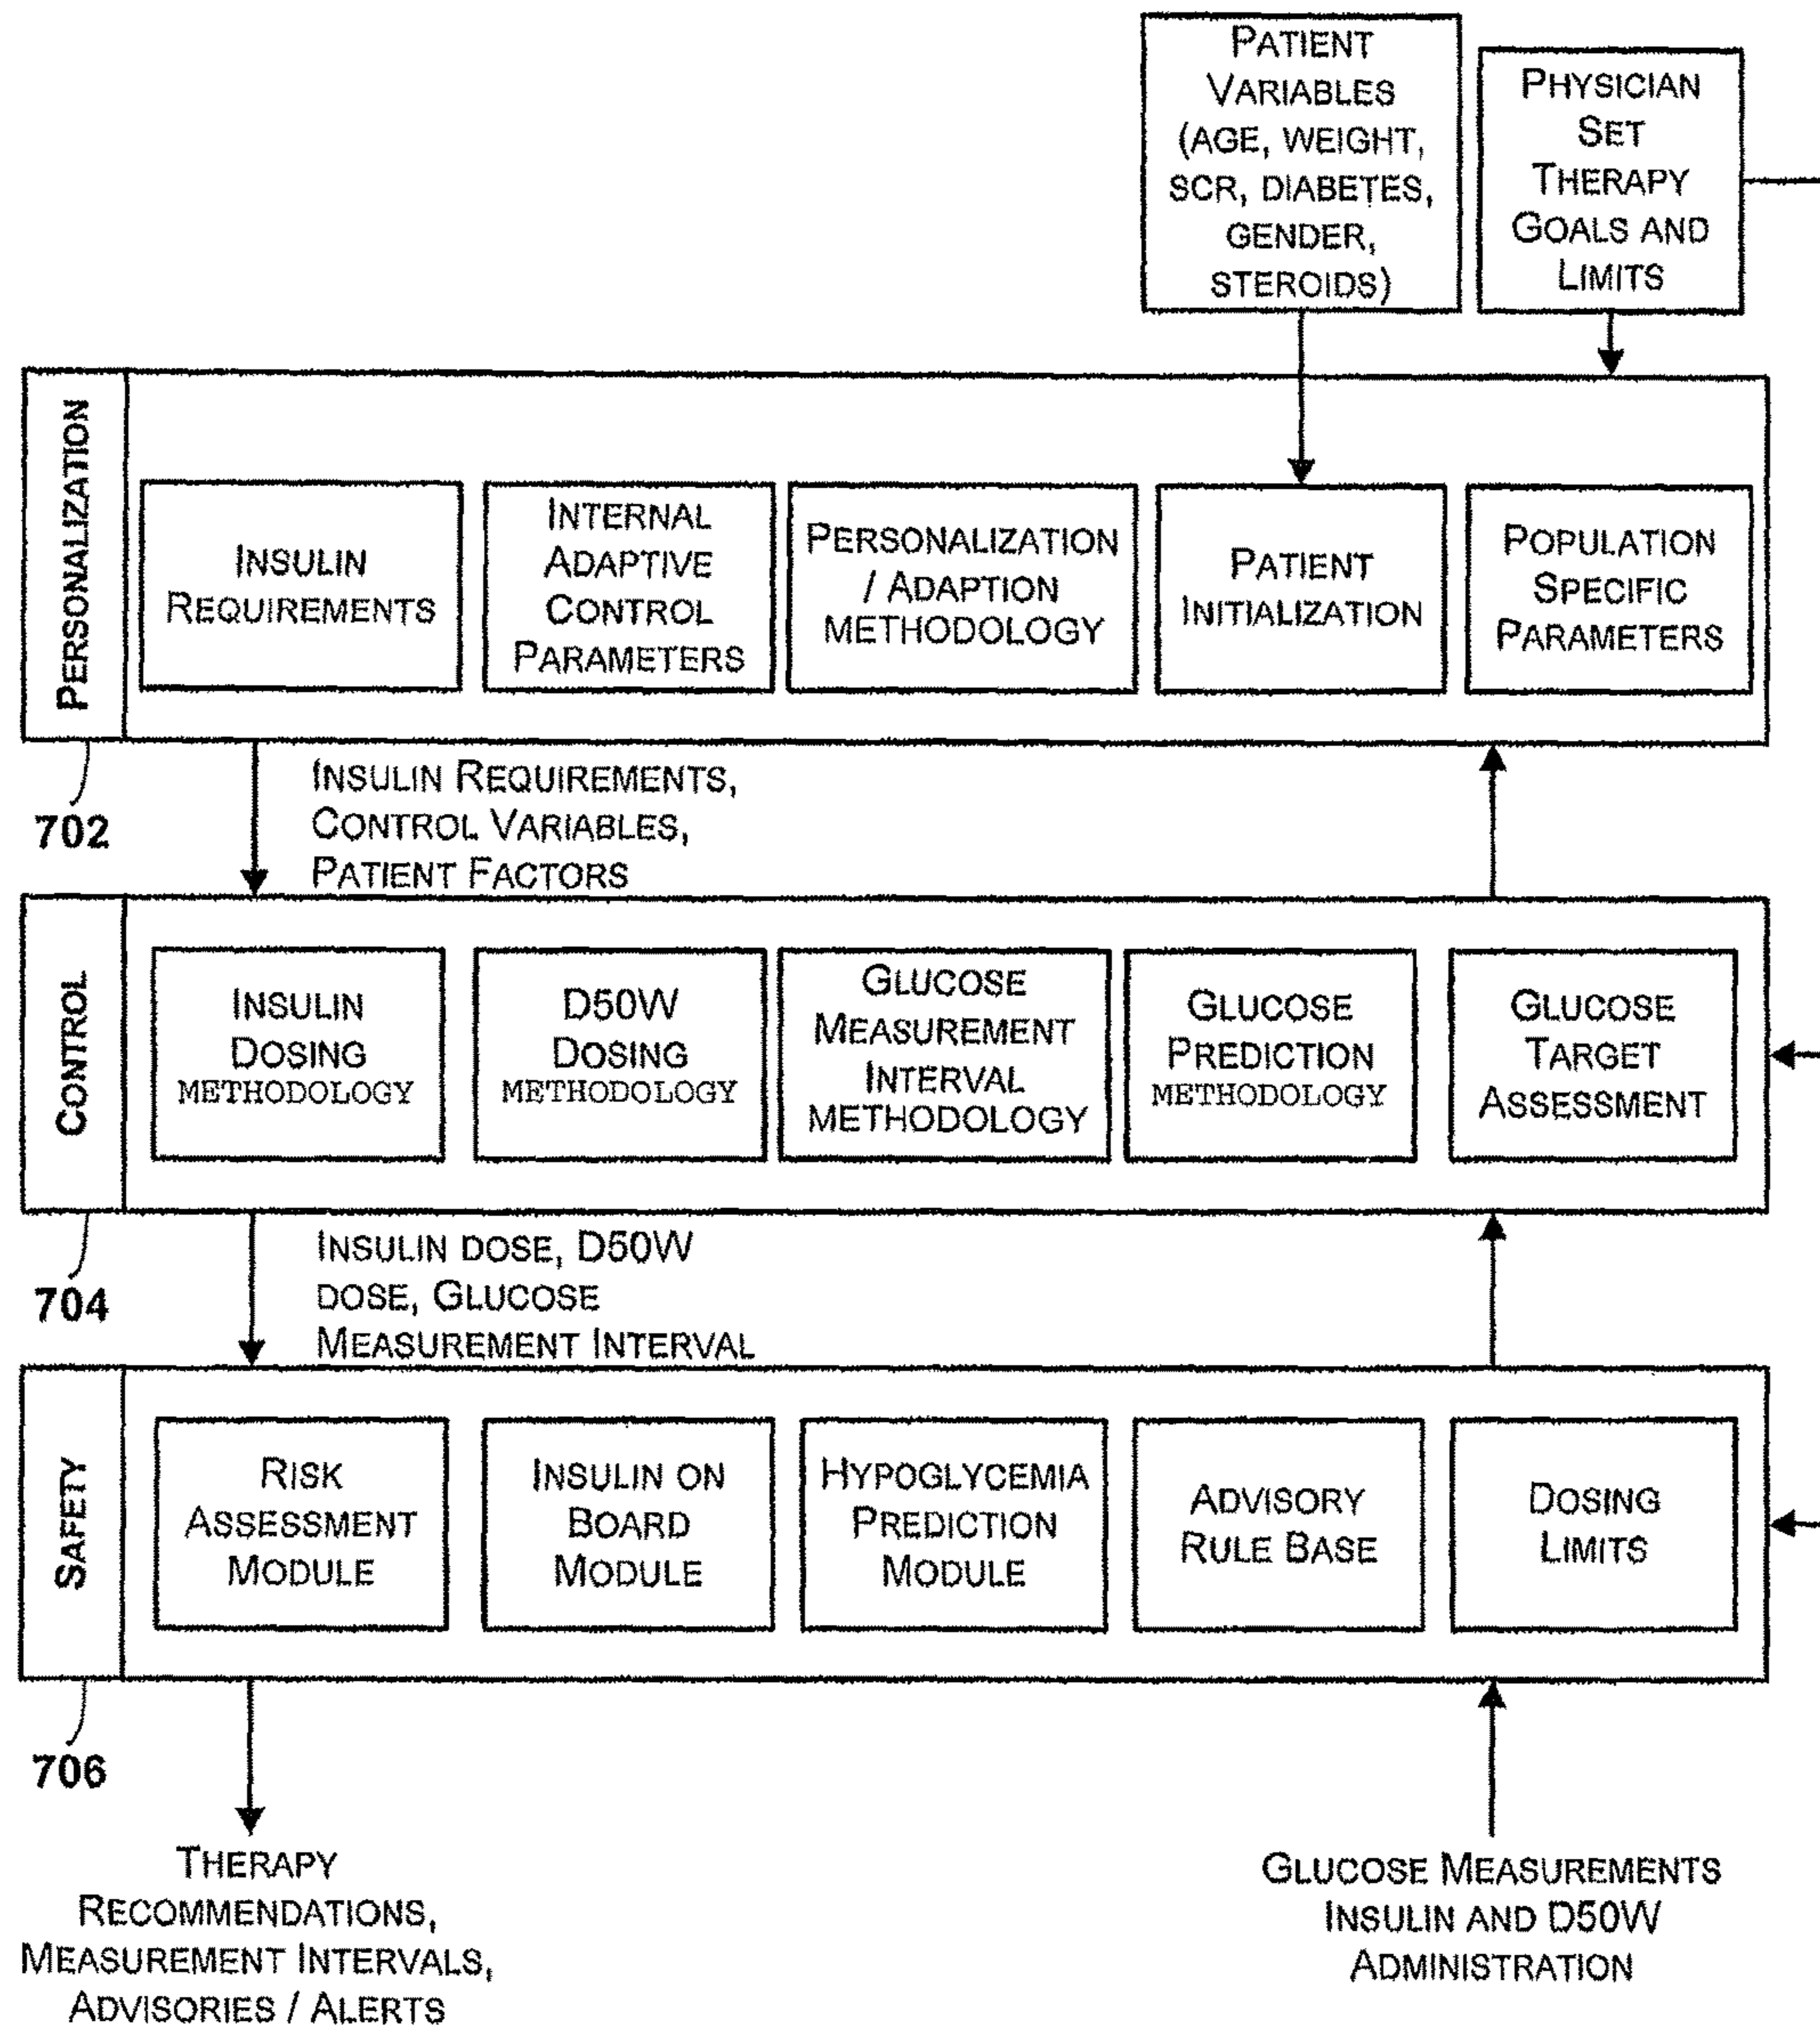 PATIENT
VARIABLES
(AGE, WEIGHT,
SCR, DIABETES,
GENDER,
STEROIDS)
PHYSICIAN
SET
THERAPY
GOALS AND
LIMITS
PERSONALIZATION
INSULIN
REQUIREMENTS
INTERNAL
ADAPTIVE
CONTROL
PARAMETERS
PERSONALIZATION
/ ADAPTION
METHODOLOGY
PATIENT
INITIALIZATION
POPULATION
SPECIFIC
PARAMETERS
702
INSULIN REQUIREMENTS,
CONTROL VARIABLES,
PATIENT FACTORS
CONTROL
INSULIN
DOSING
METHODOLOGY
D50W
DOSING
METHODOLOGY
GLUCOSE
MEASUREMENT
INTERVAL
METHODOLOGY
GLUCOSE
PREDICTION
METHODOLOGY
GLUCOSE
TARGET
ASSESSMENT
704
INSULIN DOSE, D50W
DOSE, GLUCOSE
MEASUREMENT INTERVAL
SAFETY
RISK
ASSESSMENT
MODULE
INSULIN ON
BOARD
MODULE
HYPOGLYCEMIA
PREDICTION
MODULE
ADVISORY
RULE BASE
DOSING
LIMITS
706
THERAPY
RECOMMENDATIONS,
MEASUREMENT INTERVALS,
ADVISORIES / ALERTS
GLUCOSE MEASUREMENTS
INSULIN AND D50W
ADMINISTRATION